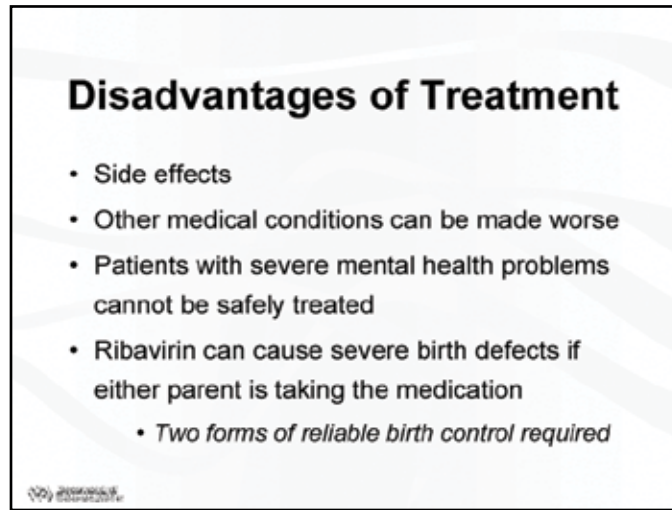 Disadvantages of Treatment
• Side effects
• Other medical conditions can be made worse
• Patients with severe mental health problems
cannot be safely treated
• Ribavirin can cause severe birth defects if
either parent is taking the medication
• Two forms of reliable birth control required